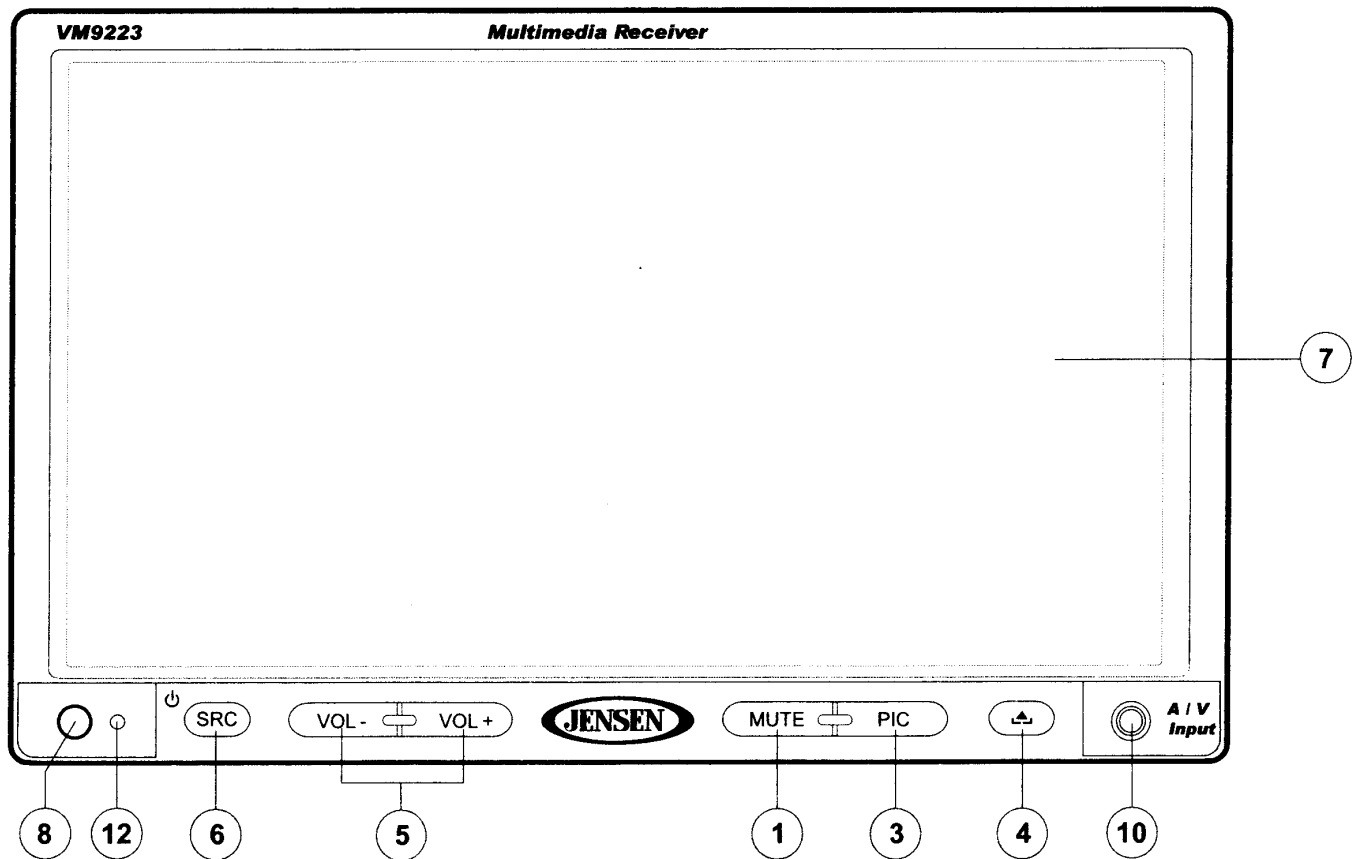 VM9223 Multimedia Receiver
7
SRC VOL - VOL + JENSEN MUTE PIC A / V
Input
8 12 6 5 1 3 4 10